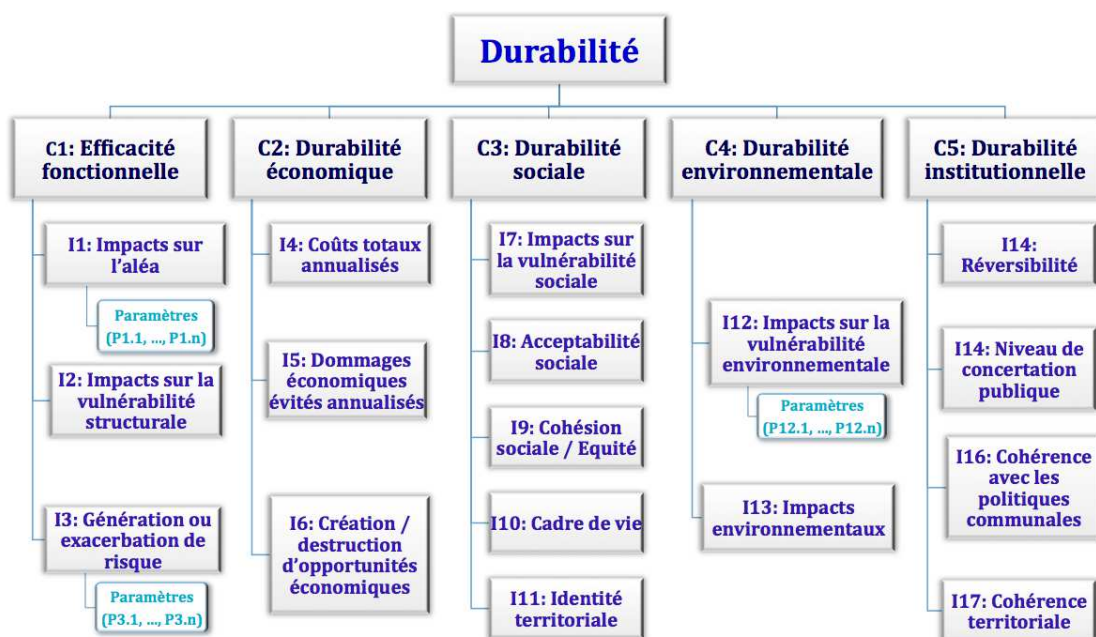 Durabilité
C1: Efficacité
fonctionnelle
I1: Impacts sur
l'aléa
Paramètres
(P1.1, ..., P1.n)
I2: Impacts sur la
vulnérabilité
structurale
I3: Génération ou
exacerbation de
risque
Paramètres
(P3.1, ..., P3.n)
C2: Durabilité
économique
I4: Coûts totaux
annualisés
I5: Dommages
économiques
évités annualisés
I6: Création /
destruction
d'opportunités
économiques
C3: Durabilité
sociale
I7: Impacts sur
la vulnérabilité
sociale
I8: Acceptabilité
sociale
I9: Cohésion
sociale / Equité
I10: Cadre de vie
I11: Identité
territoriale
C4: Durabilité
environnementale
I12: Impacts sur la
vulnérabilité
environnementale
Paramètres
(P12.1, ..., P12.n)
I13: Impacts
environnementaux
C5: Durabilité
institutionnelle
I14:
Réversibilité
I14: Niveau de
concertation
publique
I16: Cohérence
avec les
politiques
communales
I17: Cohérence
territoriale